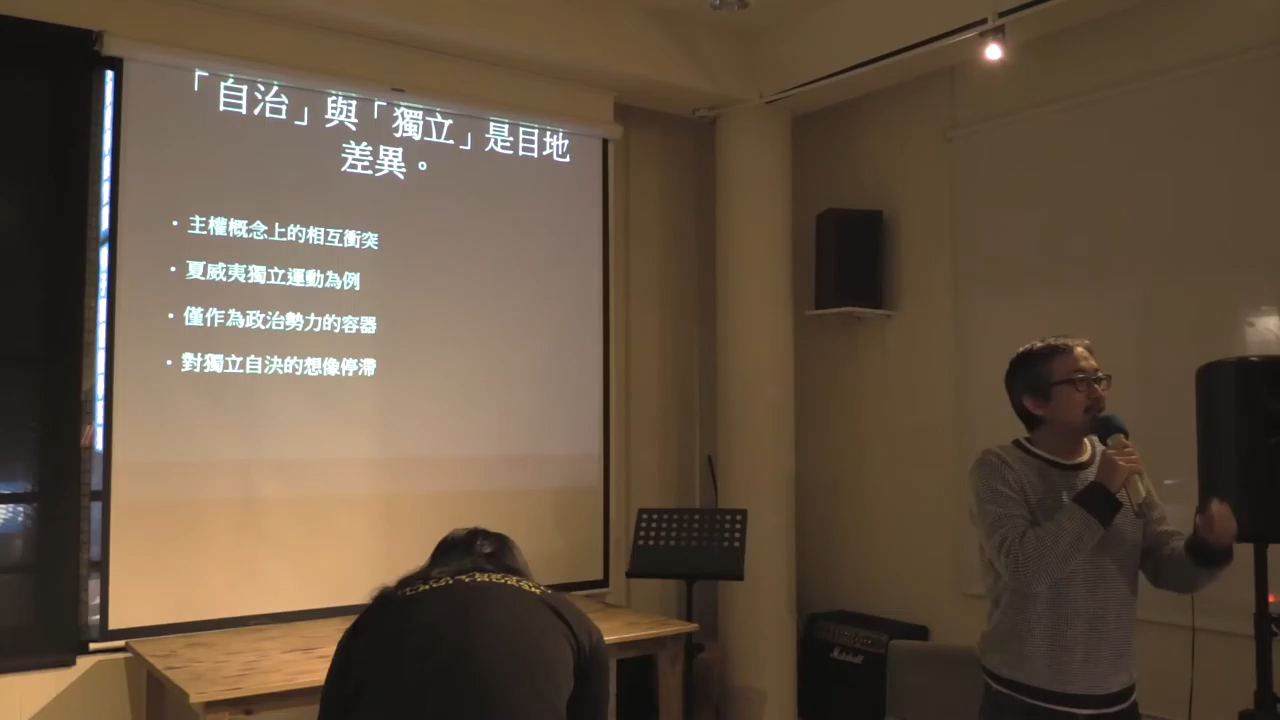 「自治」與「獨立」是目地
差異。
• 主權概念上的相互衝突
• 夏威夷獨立運動為例
• 僅作為政治勢力的容器
• 對獨立自決的想像停滯
Marshall